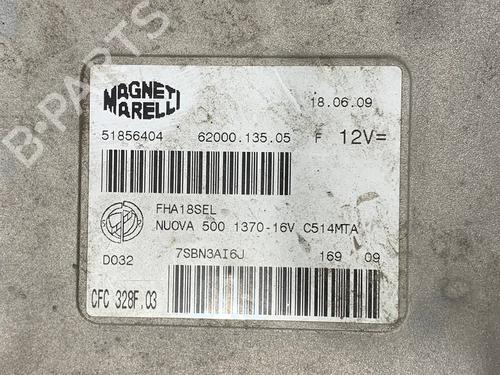 B-PARTS
MAGNETI
MARELLI
18.06.09
51856404 62000.135.05 F 12V=
FHA18SEL
NUOVA 500 1370-16V C514MTA
D032 7SBN3AI6J 169 09
CFC 328F.03